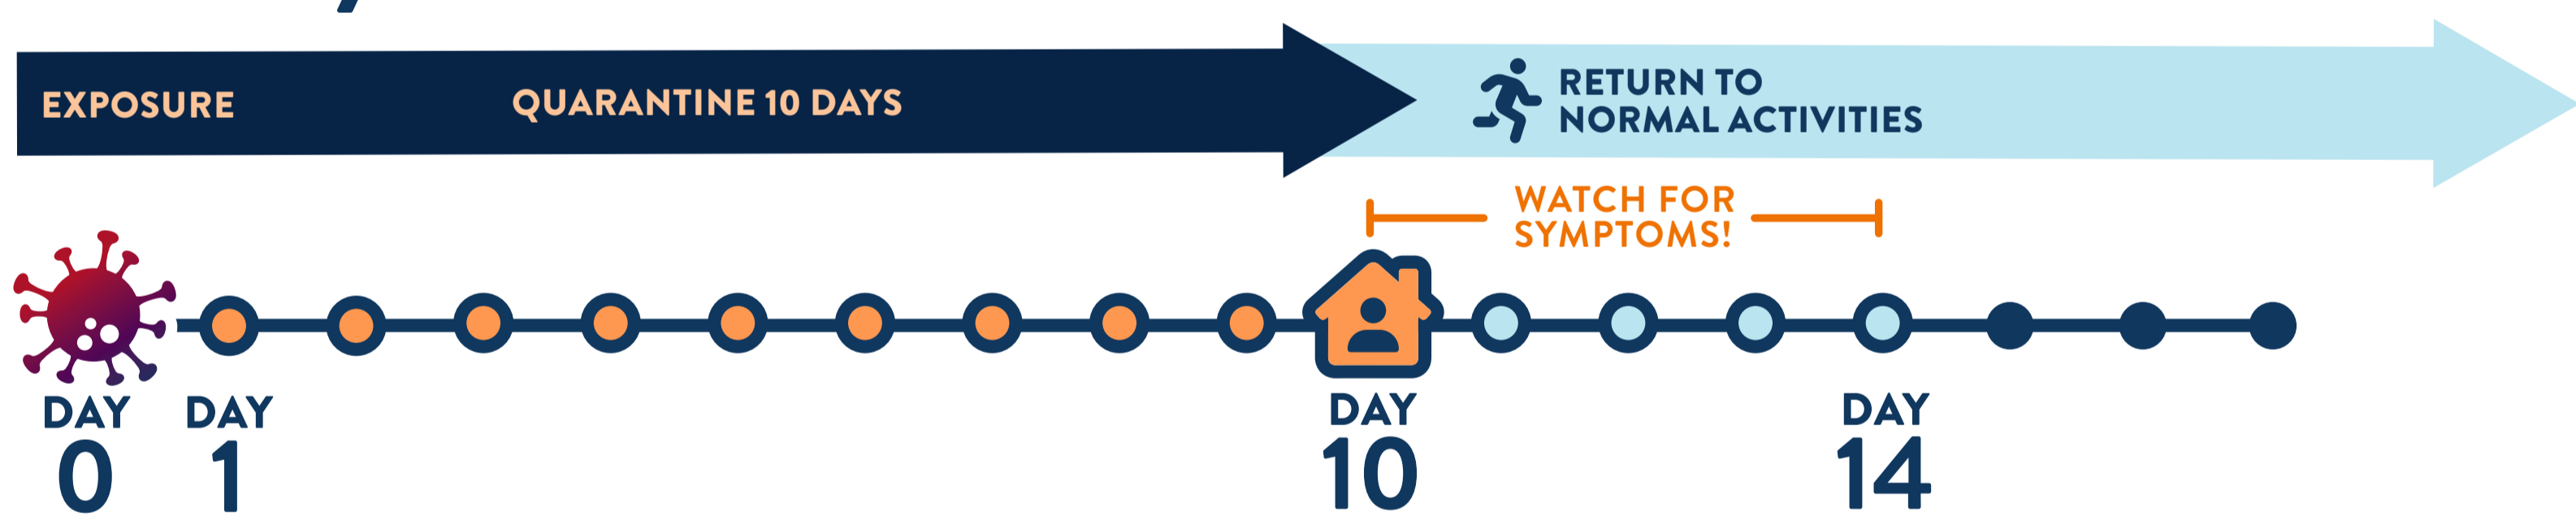 EXPOSURE
QUARANTINE 10 DAYS
RETURN TO
NORMAL ACTIVITIES
WATCH FOR
SYMPTOMS!
DAY
0
DAY
1
DAY
10
DAY
14